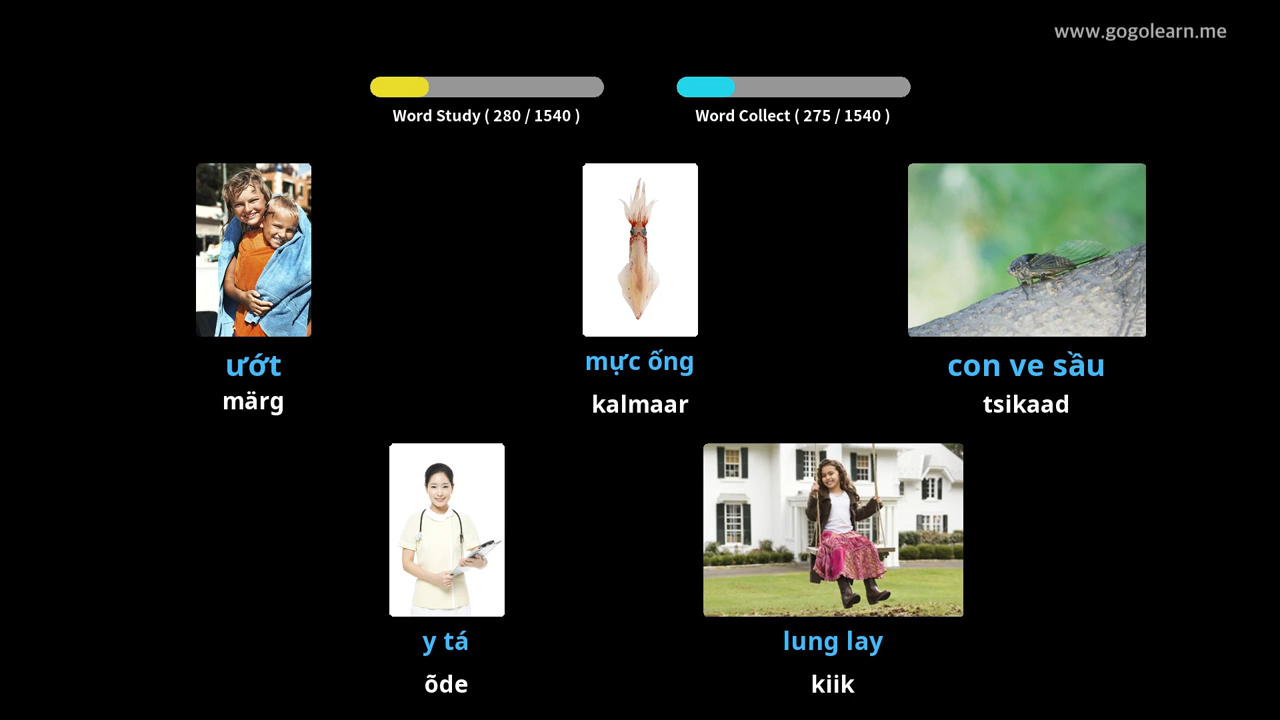 www.gogolearn.me
Word Study ( 280 / 1540 )
Word Collect ( 275 / 1540 )
ướt
märg
mực ống
kalmaar
con ve sầu
tsikaad
y tá
õde
lung lay
kiik